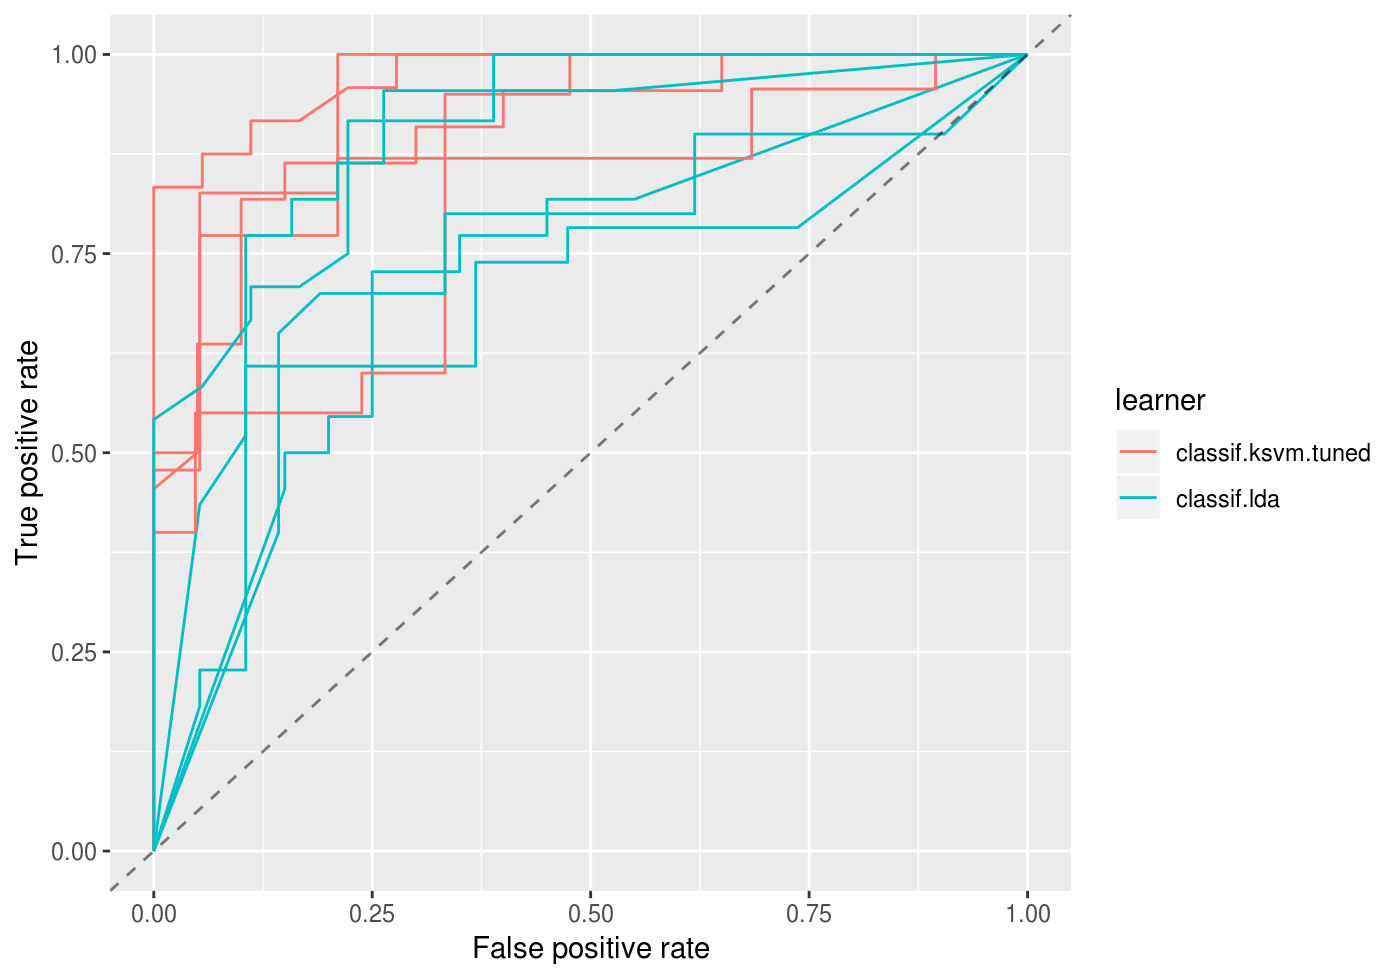 1.00
0.75
0.50
0.25
0.00
True positive rate
0.00 0.25 0.50 0.75 1.00
False positive rate
learner
classif.ksvm.tuned
classif.lda